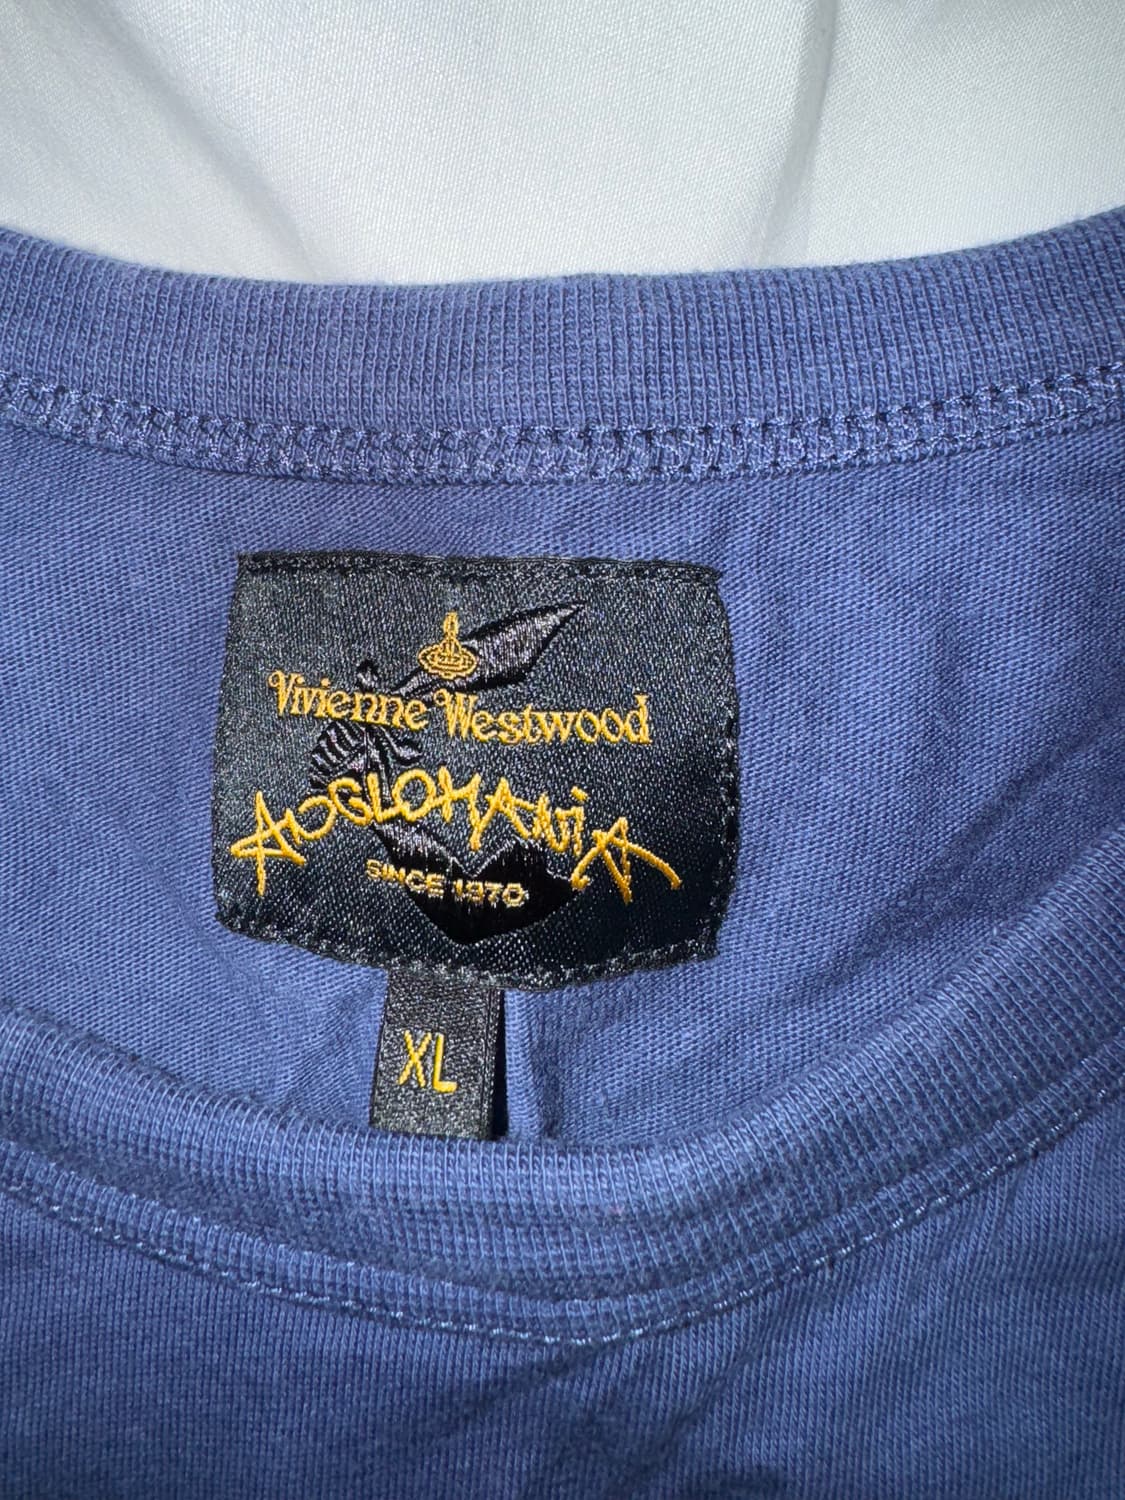 Vivienne Westwood
ANGLOMANIA
SINCE 1970
XL